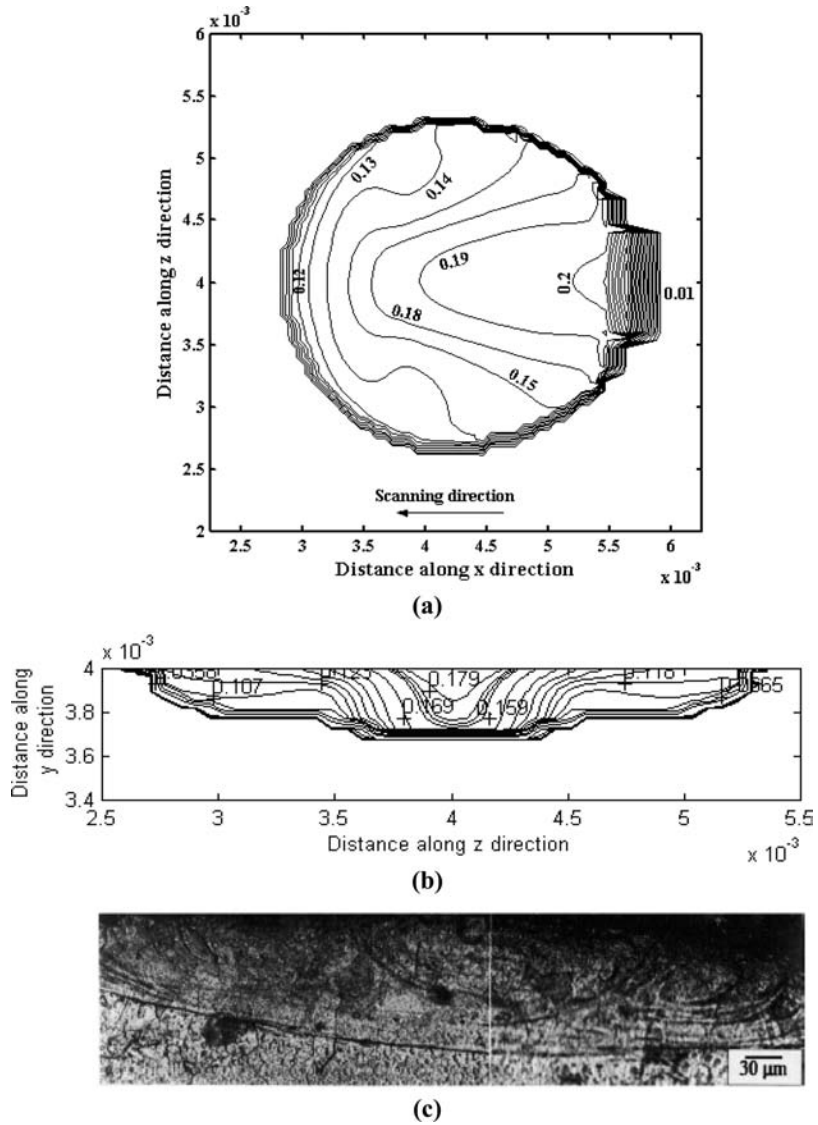 x 10⁻³
6
5.5
5
4.5
4
3.5
3
2.5
2
Distance along z direction
0.13
0.14
0.12
0.19
0.2
0.01
0.18
0.15
Scanning direction
2.5 3 3.5 4 4.5 5 5.5 6
Distance along x direction
x 10⁻³
(a)
x 10⁻³
4
3.8
3.6
3.4
Distance along
y direction
0.107
0.179
0.169
0.159
2.5 3 3.5 4 4.5 5 5.5
Distance along z direction
x 10⁻³
(b)
30 μm
(c)